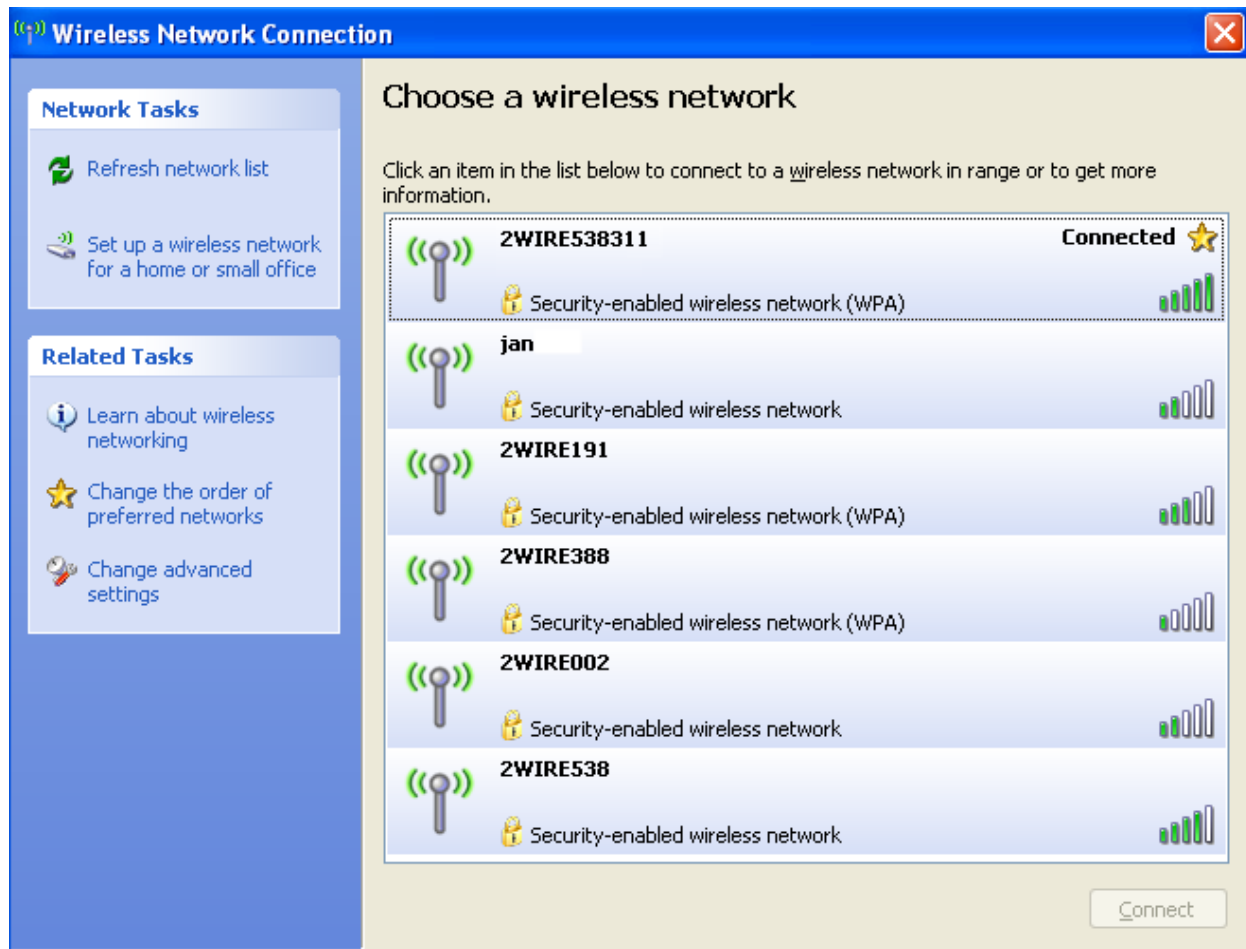 Wireless Network Connection
Network Tasks
Refresh network list
Set up a wireless network
for a home or small office
Related Tasks
Learn about wireless
networking
Change the order of
preferred networks
Change advanced
settings
Choose a wireless network
Click an item in the list below to connect to a wireless network in range or to get more
information.
2WIRE538311 Connected
Security-enabled wireless network (WPA)
jan
Security-enabled wireless network
2WIRE191
Security-enabled wireless network (WPA)
2WIRE388
Security-enabled wireless network (WPA)
2WIRE002
Security-enabled wireless network
2WIRE538
Security-enabled wireless network
Connect